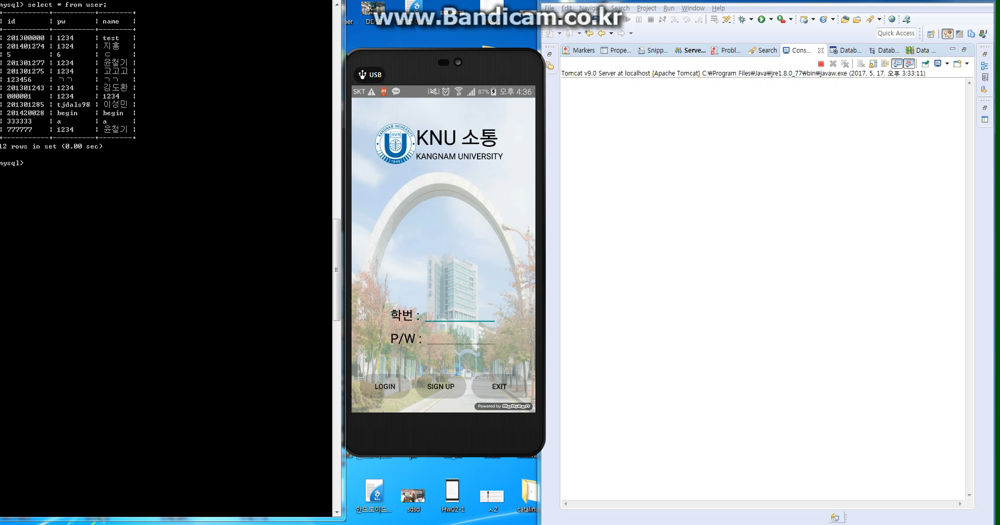 mysql> select * from user;
+-----------+----------+--------+
| id | pw | name |
+-----------+----------+--------+
| 201300000 | 1234 | test |
| 201401274 | 1324 | 지홍 |
| 5 | 6 | ㄷ |
| 201301277 | 1234 | 윤철기 |
| 201301275 | 1234 | 고고고 |
| 123456 | ㄱㄱ | ㄱㄱ |
| 201301243 | 1234 | 김도환 |
| 000001 | 1234 | 1234 |
| 201301285 | tjdals98 | 이성민 |
| 201420028 | begin | begin |
| 333333 | a | a |
| 777777 | 1234 | 윤철기 |
+-----------+----------+--------+
12 rows in set (0.00 sec)
mysql>
www.Bandicam.co.kr
USB
SKT 87% 오후 4:36
KNU 소통
KANGNAM UNIVERSITY
KANGNAM UNIVERSITY
1946
학번 :
P/W :
LOGIN SIGN UP EXIT
Powered by Mobizen
안드로이드... sdsd Hw02-1 ㅅ2 catalina
File Edit Navigate Search Project Run Window Help
Quick Access
Markers Prope... Snipp... Serve... Probl... Search Cons... Datab... Datab... Data ...
Tomcat v9.0 Server at localhost [Apache Tomcat] C:₩Program Files₩Java₩jre1.8.0_77₩bin₩javaw.exe (2017. 5. 17. 오후 3:33:11)